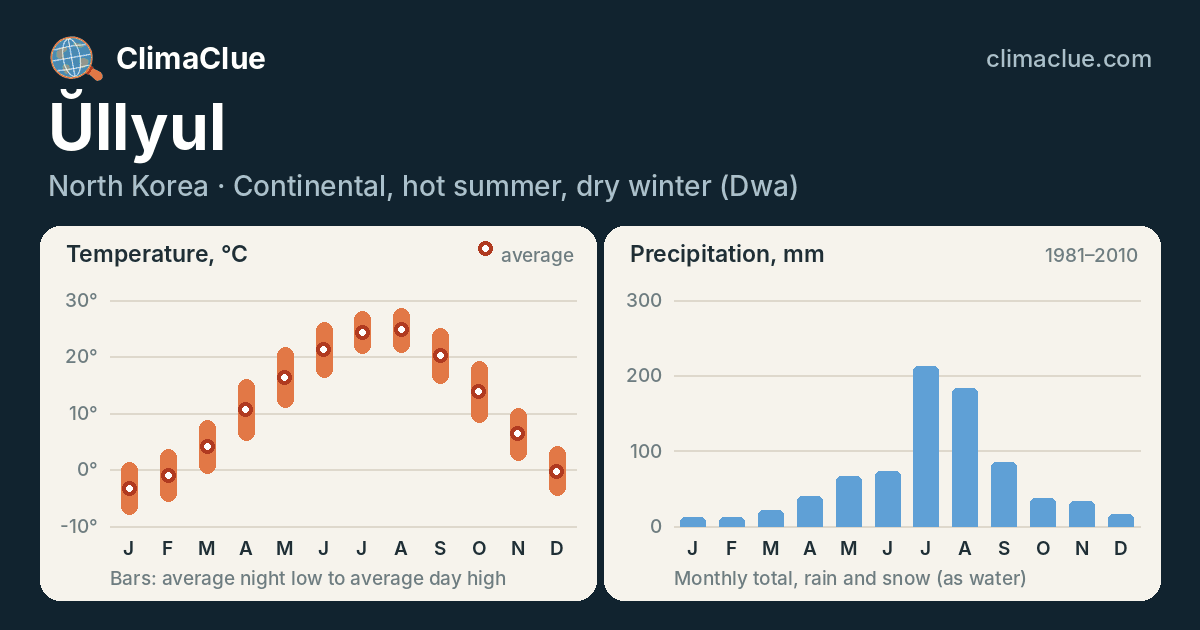 ClimaClue
climaclue.com
Ŭllyul
North Korea · Continental, hot summer, dry winter (Dwa)
Temperature, °C
average
30°
20°
10°
0°
-10°
J F M A M J J A S O N D
Bars: average night low to average day high
Precipitation, mm
1981–2010
300
200
100
0
J F M A M J J A S O N D
Monthly total, rain and snow (as water)